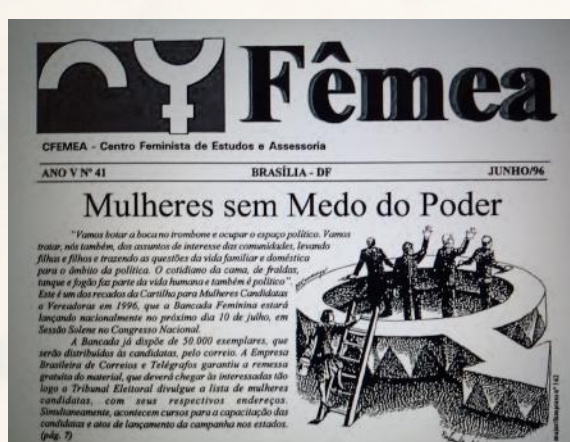 Fêmea
CFEMEA - Centro Feminista de Estudos e Assessoria
ANO V Nº 41 BRASÍLIA - DF JUNHO/96
Mulheres sem Medo do Poder
"Vamos botar a boca no trombone e ocupar o espaço político. Vamos
tratar, nós também, dos assuntos de interesse das comunidades, levando
filhas e filhos e trazendo as questões da vida familiar e doméstica
para o âmbito da política. O cotidiano da cama, de fraldas,
tanque e fogão faz parte da vida humana e também é político".
Este é um dos recados da Cartilha para Mulheres Candidatas
a Vereadoras em 1996, que a Bancada Feminina estará
lançando nacionalmente no próximo dia 10 de julho, em
Sessão Solene no Congresso Nacional.
A Bancada já dispõe de 50.000 exemplares, que
serão distribuídos às candidatas, pelo correio. A Empresa
Brasileira de Correios e Telégrafos garantiu a remessa
gratuita do material, que deverá chegar às interessadas tão
logo o Tribunal Eleitoral divulgue a lista de mulheres
candidatas, com seus respectivos endereços.
Simultaneamente, acontecem cursos para a capacitação das
candidatas e atos de lançamento da campanha nos estados.
(pág. 7)